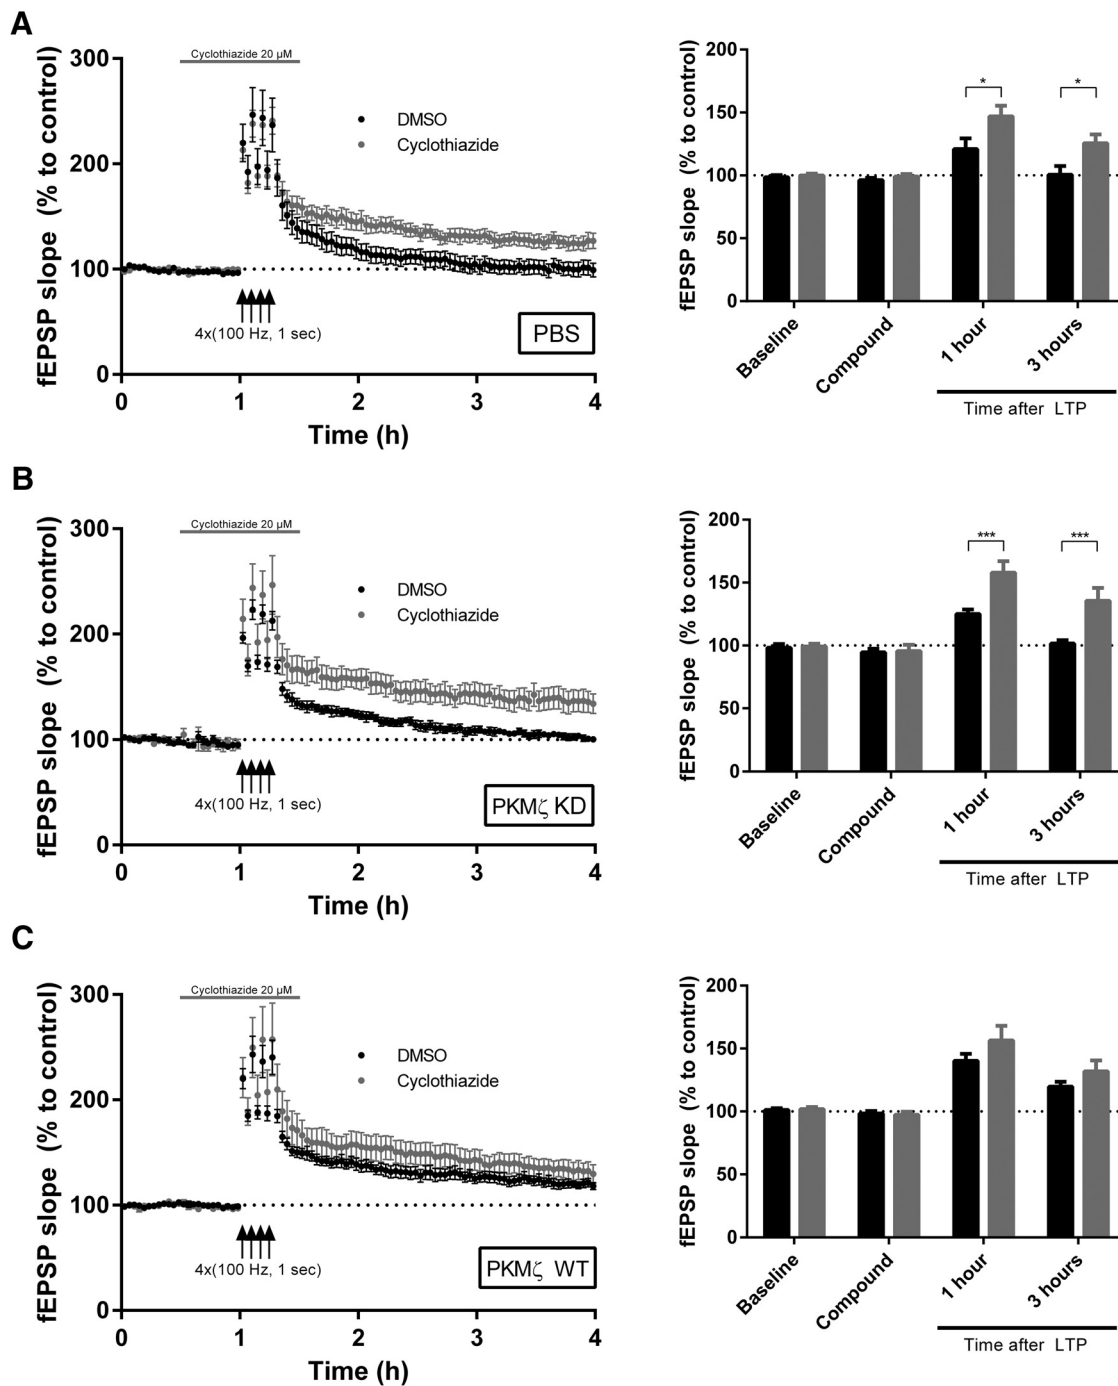 A
Cyclothiazide 20 µM
fEPSP slope (% to control)
300
200
100
0
DMSO
Cyclothiazide
4x(100 Hz, 1 sec)
PBS
0 1 2 3 4
Time (h)
fEPSP slope (% to control)
200
150
100
50
0
* *
Baseline Compound 1 hour 3 hours
Time after LTP
B
Cyclothiazide 20 µM
fEPSP slope (% to control)
300
200
100
0
DMSO
Cyclothiazide
4x(100 Hz, 1 sec)
PKMζ KD
0 1 2 3 4
Time (h)
fEPSP slope (% to control)
200
150
100
50
0
*** ***
Baseline Compound 1 hour 3 hours
Time after LTP
C
Cyclothiazide 20 µM
fEPSP slope (% to control)
300
200
100
0
DMSO
Cyclothiazide
4x(100 Hz, 1 sec)
PKMζ WT
0 1 2 3 4
Time (h)
fEPSP slope (% to control)
200
150
100
50
0
Baseline Compound 1 hour 3 hours
Time after LTP